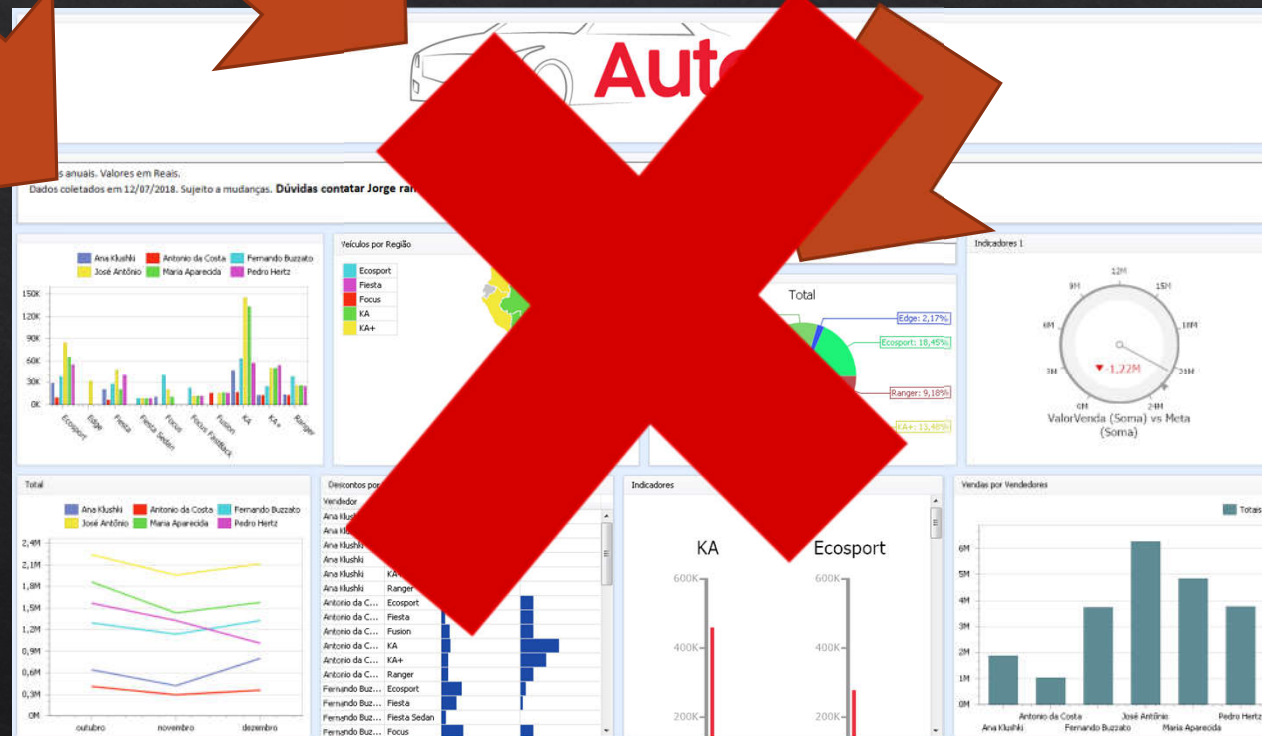 anuais. Valores em Reais.
Dados coletados em 12/07/2018. Sujeito a mudanças. Dúvidas contatar Jorge
Ana Klushki Antonio da Costa Fernando Buzzato
José Antônio Maria Aparecida Pedro Hertz
150K
120K
90K
60K
30K
0K
Ecosport Edge Fiesta Fiesta Sedan Focus Focus FastBack Fusion KA KA+ Ranger
Veículos por Região
Ecosport
Fiesta
Focus
KA
KA+
Total
Edge: 2,17%
Ecosport: 18,45%
Ranger: 9,18%
KA+: 13,48%
Indicadores 1
12M
9M 15M
6M 18M
3M 21M
0M 24M
-1,22M
ValorVenda (Soma) vs Meta
(Soma)
Total
Ana Klushki Antonio da Costa Fernando Buzzato
José Antônio Maria Aparecida Pedro Hertz
2,4M
2,1M
1,8M
1,5M
1,2M
0,9M
0,6M
0,3M
0M
outubro novembro dezembro
Descontos por
Vendedor
Ana Klushki
Ana Klushki
Ana Klushki Ranger
Antonio da C... Ecosport
Antonio da C... Fiesta
Antonio da C... Fusion
Antonio da C... KA
Antonio da C... KA+
Antonio da C... Ranger
Fernando Buz... Ecosport
Fernando Buz... Fiesta
Fernando Buz... Fiesta Sedan
Fernando Buz... Focus
Indicadores
KA Ecosport
600K 600K
400K 400K
200K 200K
Vendas por Vendedores
Totais
6M
5M
4M
3M
2M
1M
0M
Antonio da Costa José Antônio Pedro Hertz
Ana Klushki Fernando Buzzato Maria Aparecida